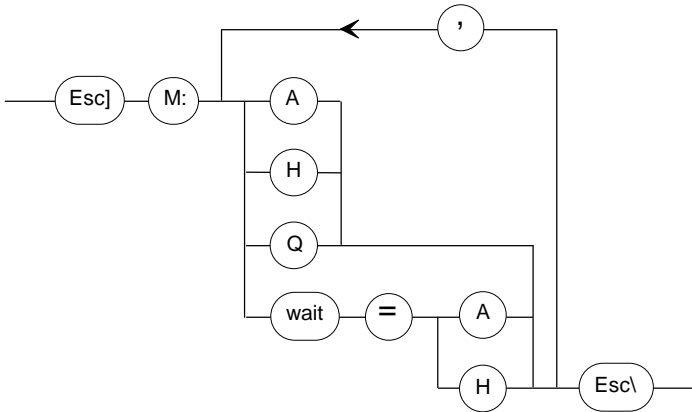 ,
Esc] M: A
H
Q
wait = A
H Esc\